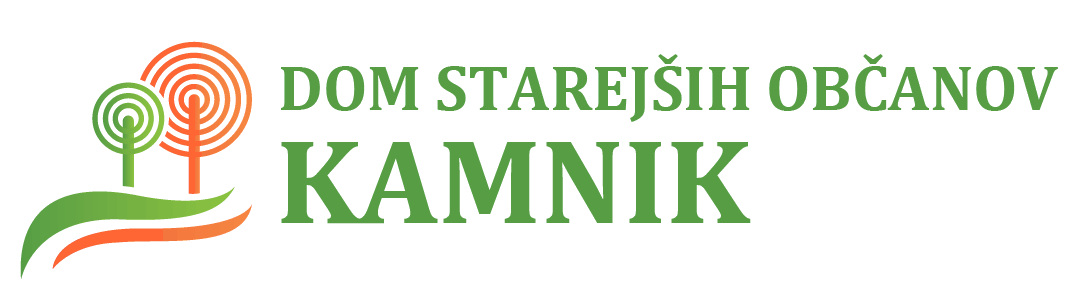 DOM STAREJŠIH OBČANOV
KAMNIK